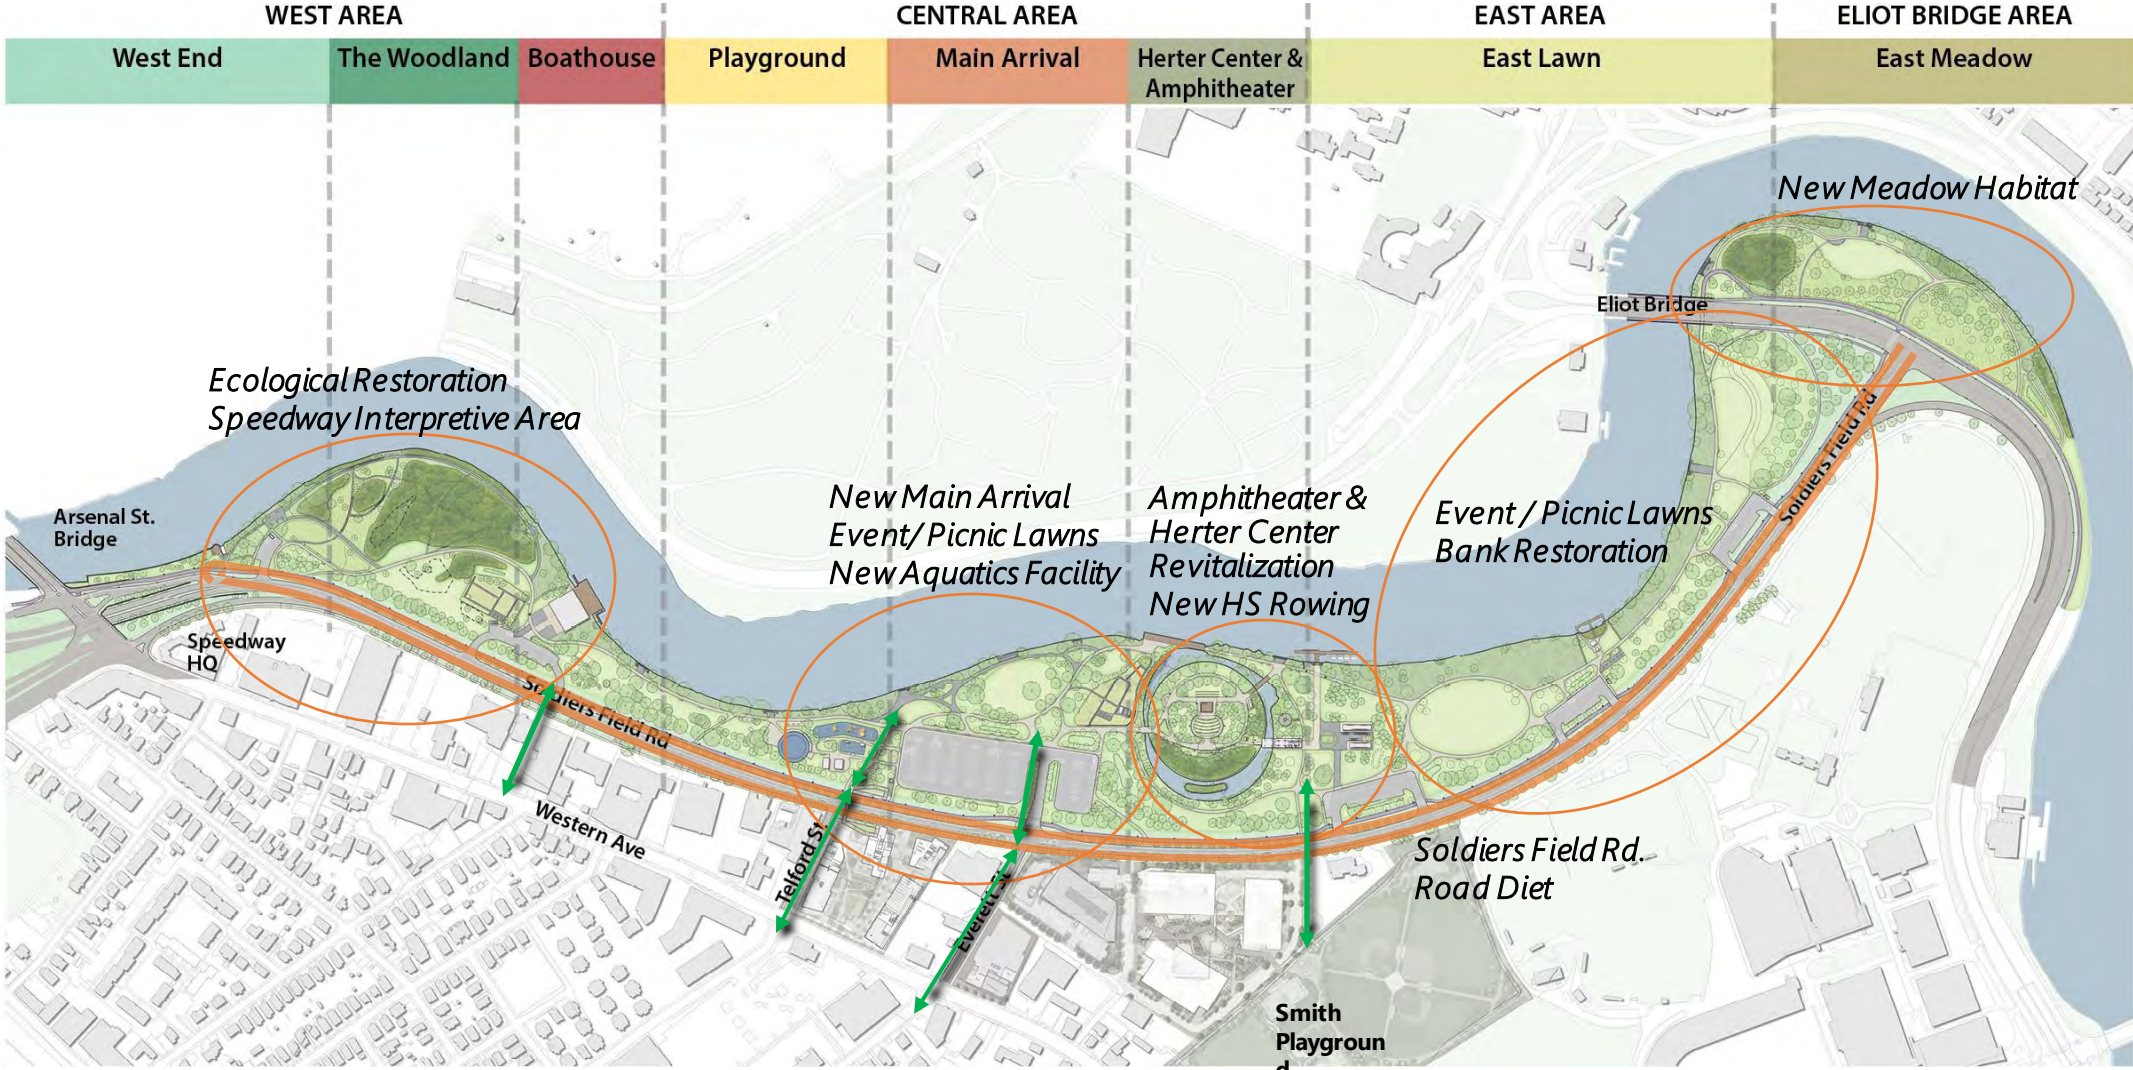 WEST AREA
CENTRAL AREA
EAST AREA
ELIOT BRIDGE AREA
West End
The Woodland
Boathouse
Playground
Main Arrival
Herter Center &
Amphitheater
East Lawn
East Meadow
New Meadow Habitat
Eliot Bridge
Ecological Restoration
Speedway Interpretive Area
Arsenal St.
Bridge
New Main Arrival
Event/ Picnic Lawns
New Aquatics Facility
Amphitheater &
Herter Center
Revitalization
New HS Rowing
Event / Picnic Lawns
Bank Restoration
Soldiers Field Rd
Speedway
HQ
Soldiers Field Rd
Western Ave
Telford St.
Everett St
Soldiers Field Rd.
Road Diet
Smith
Playgroun
d